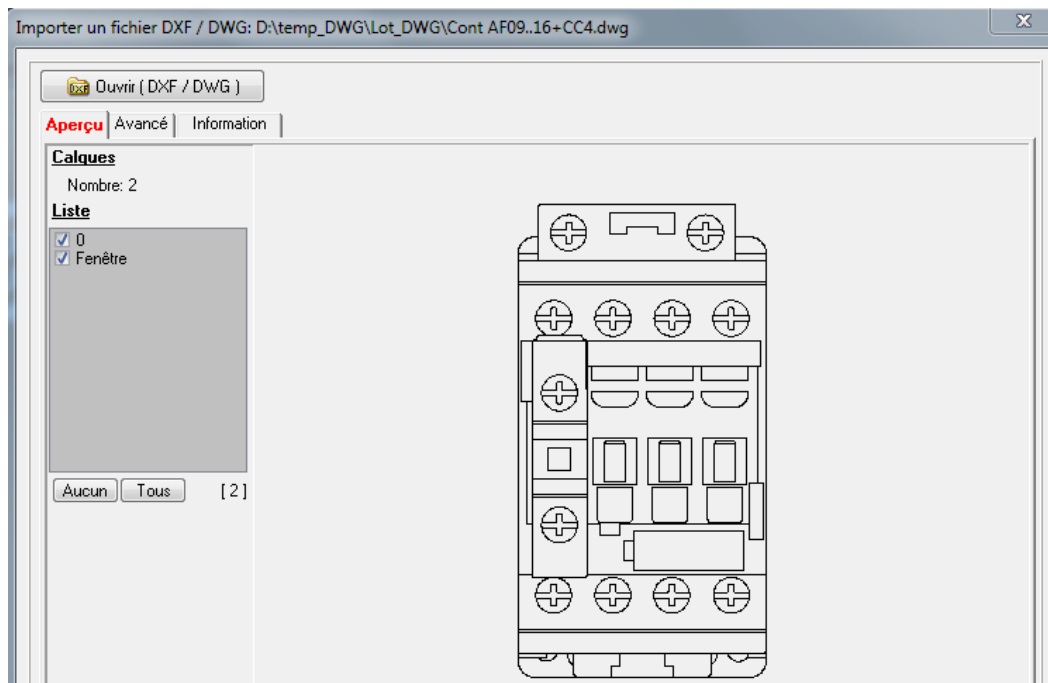 Importer un fichier DXF / DWG: D:\temp_DWG\Lot_DWG\Cont AF09..16+CC4.dwg
DXF Ouvrir ( DXF / DWG )
Aperçu Avancé Information
Calques
Nombre: 2
Liste
0
Fenêtre
Aucun Tous [ 2 ]